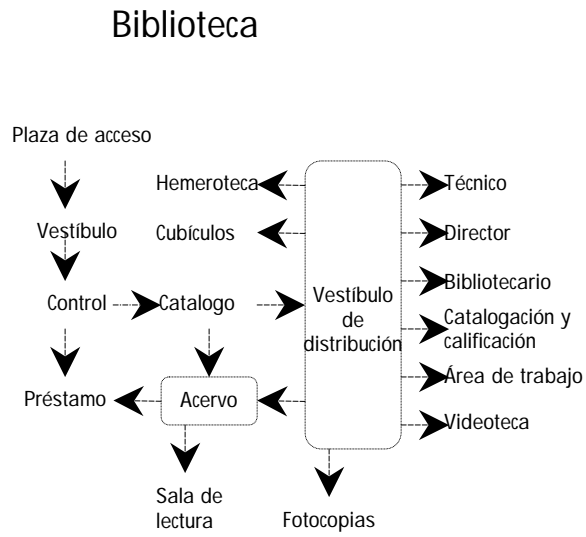 Biblioteca
Plaza de acceso
Hemeroteca
Técnico
Vestíbulo
Cubículos
Director
Bibliotecario
Control
Catalogo
Vestíbulo
de
distribución
Catalogación y
calificación
Área de trabajo
Préstamo
Acervo
Videoteca
Sala de
lectura
Fotocopias